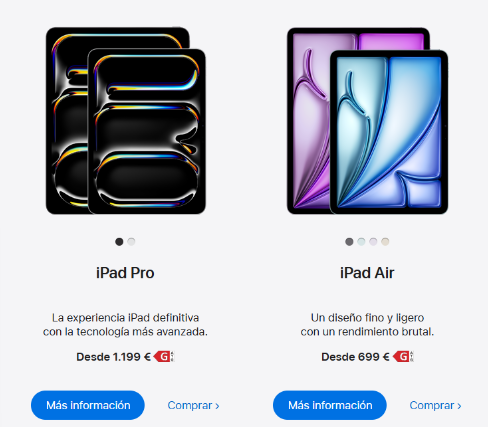 iPad Pro
La experiencia iPad definitiva
con la tecnología más avanzada.
Desde 1.199 € G
Más información
Comprar ›
iPad Air
Un diseño fino y ligero
con un rendimiento brutal.
Desde 699 € G
Más información
Comprar ›